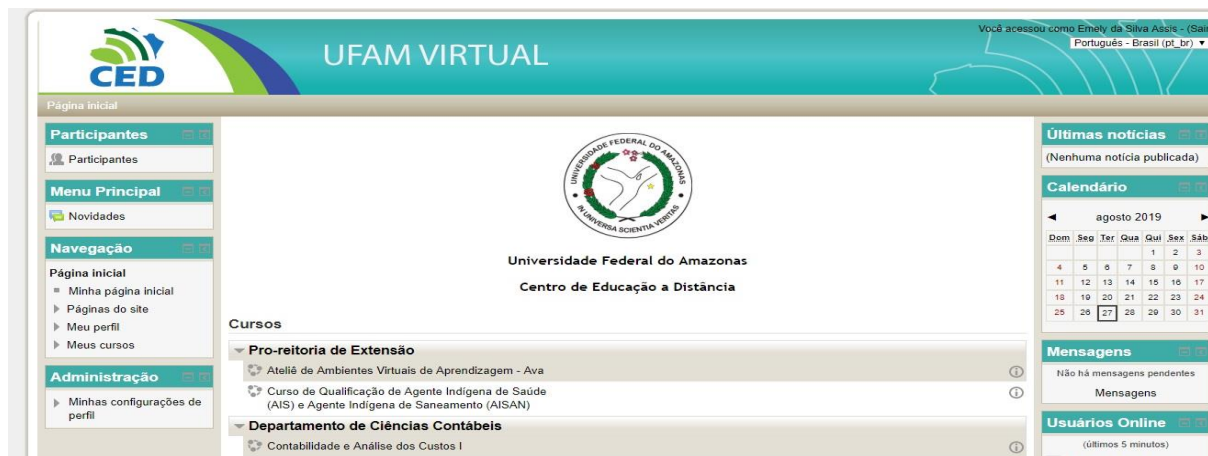 CED
UFAM VIRTUAL
Você acessou como Emely da Silva Assis - (Sair
Português - Brasil (pt_br)
Página inicial
Participantes
Participantes
Menu Principal
Novidades
Navegação
Página inicial
Minha página inicial
Páginas do site
Meu perfil
Meus cursos
Administração
Minhas configurações de
perfil
UNIVERSIDADE FEDERAL DO AMAZONAS
IN UNIVERSA SCIENTIA VERITAS
Universidade Federal do Amazonas
Centro de Educação a Distância
Cursos
Pro-reitoria de Extensão
Ateliê de Ambientes Virtuais de Aprendizagem - Ava
Curso de Qualificação de Agente Indígena de Saúde
(AIS) e Agente Indígena de Saneamento (AISAN)
Departamento de Ciências Contábeis
Contabilidade e Análise dos Custos I
Últimas notícias
(Nenhuma notícia publicada)
Calendário
agosto 2019
Dom Seg Ter Qua Qui Sex Sáb
1 2 3
4 5 6 7 8 9 10
11 12 13 14 15 16 17
18 19 20 21 22 23 24
25 26 27 28 29 30 31
Mensagens
Não há mensagens pendentes
Mensagens
Usuários Online
(últimos 5 minutos)